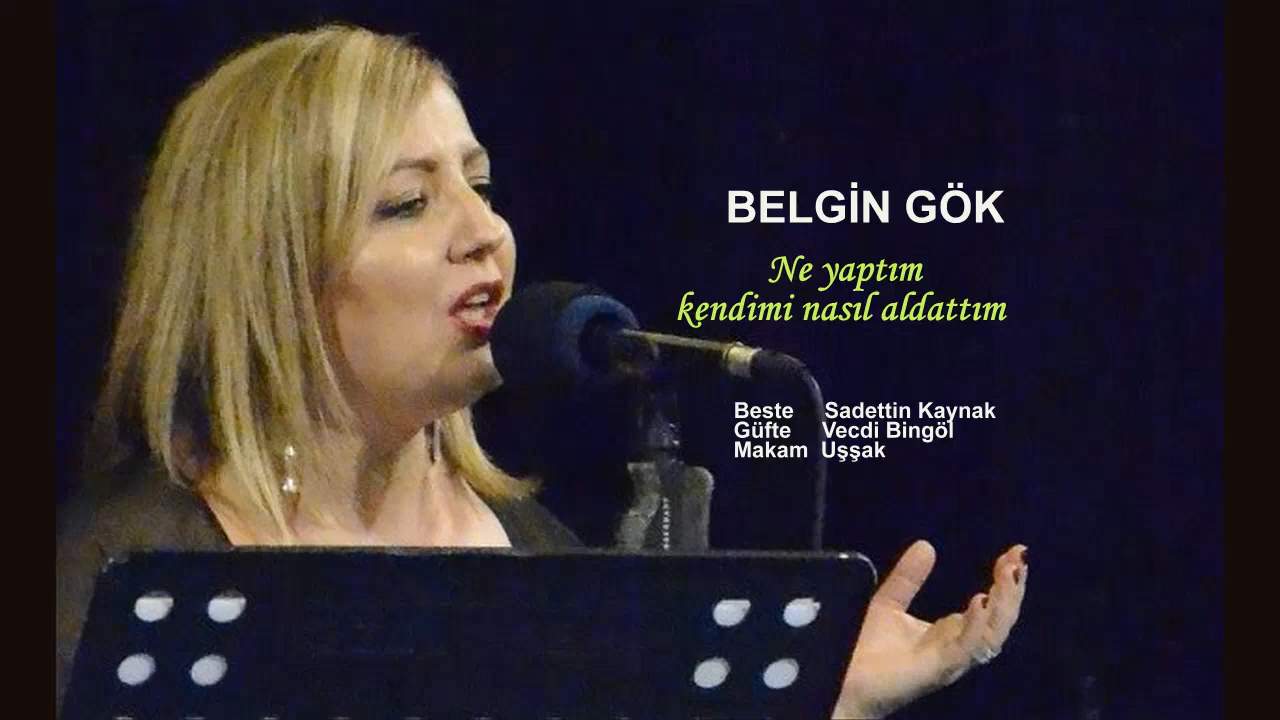 BELGİN GÖK
Ne yaptım
kendimi nasıl aldattım
Beste Sadettin Kaynak
Güfte Vecdi Bingöl
Makam Uşşak